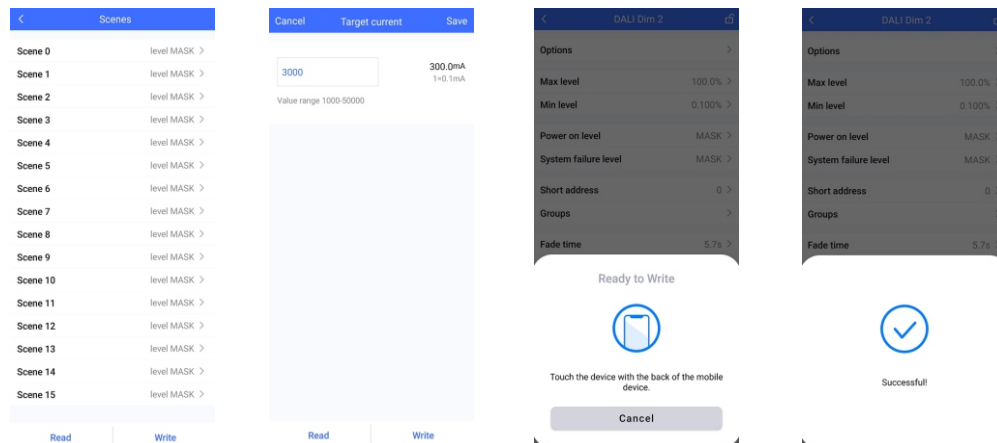 Scenes
Scene 0 level MASK
Scene 1 level MASK
Scene 2 level MASK
Scene 3 level MASK
Scene 4 level MASK
Scene 5 level MASK
Scene 6 level MASK
Scene 7 level MASK
Scene 8 level MASK
Scene 9 level MASK
Scene 10 level MASK
Scene 11 level MASK
Scene 12 level MASK
Scene 13 level MASK
Scene 14 level MASK
Scene 15 level MASK
Read Write
Cancel Target current Save
3000 300.0mA
1=0.1mA
Value range 1000-50000
Read Write
DALI Dim 2
Options
Max level 100.0%
Min level 0.100%
Power on level MASK
System failure level MASK
Short address 0
Groups
Fade time 5.7s
Ready to Write
Touch the device with the back of the mobile
device.
Cancel
DALI Dim 2
Options
Max level 100.0%
Min level 0.100%
Power on level MASK
System failure level MASK
Short address 0
Groups
Fade time 5.7s
Successful!